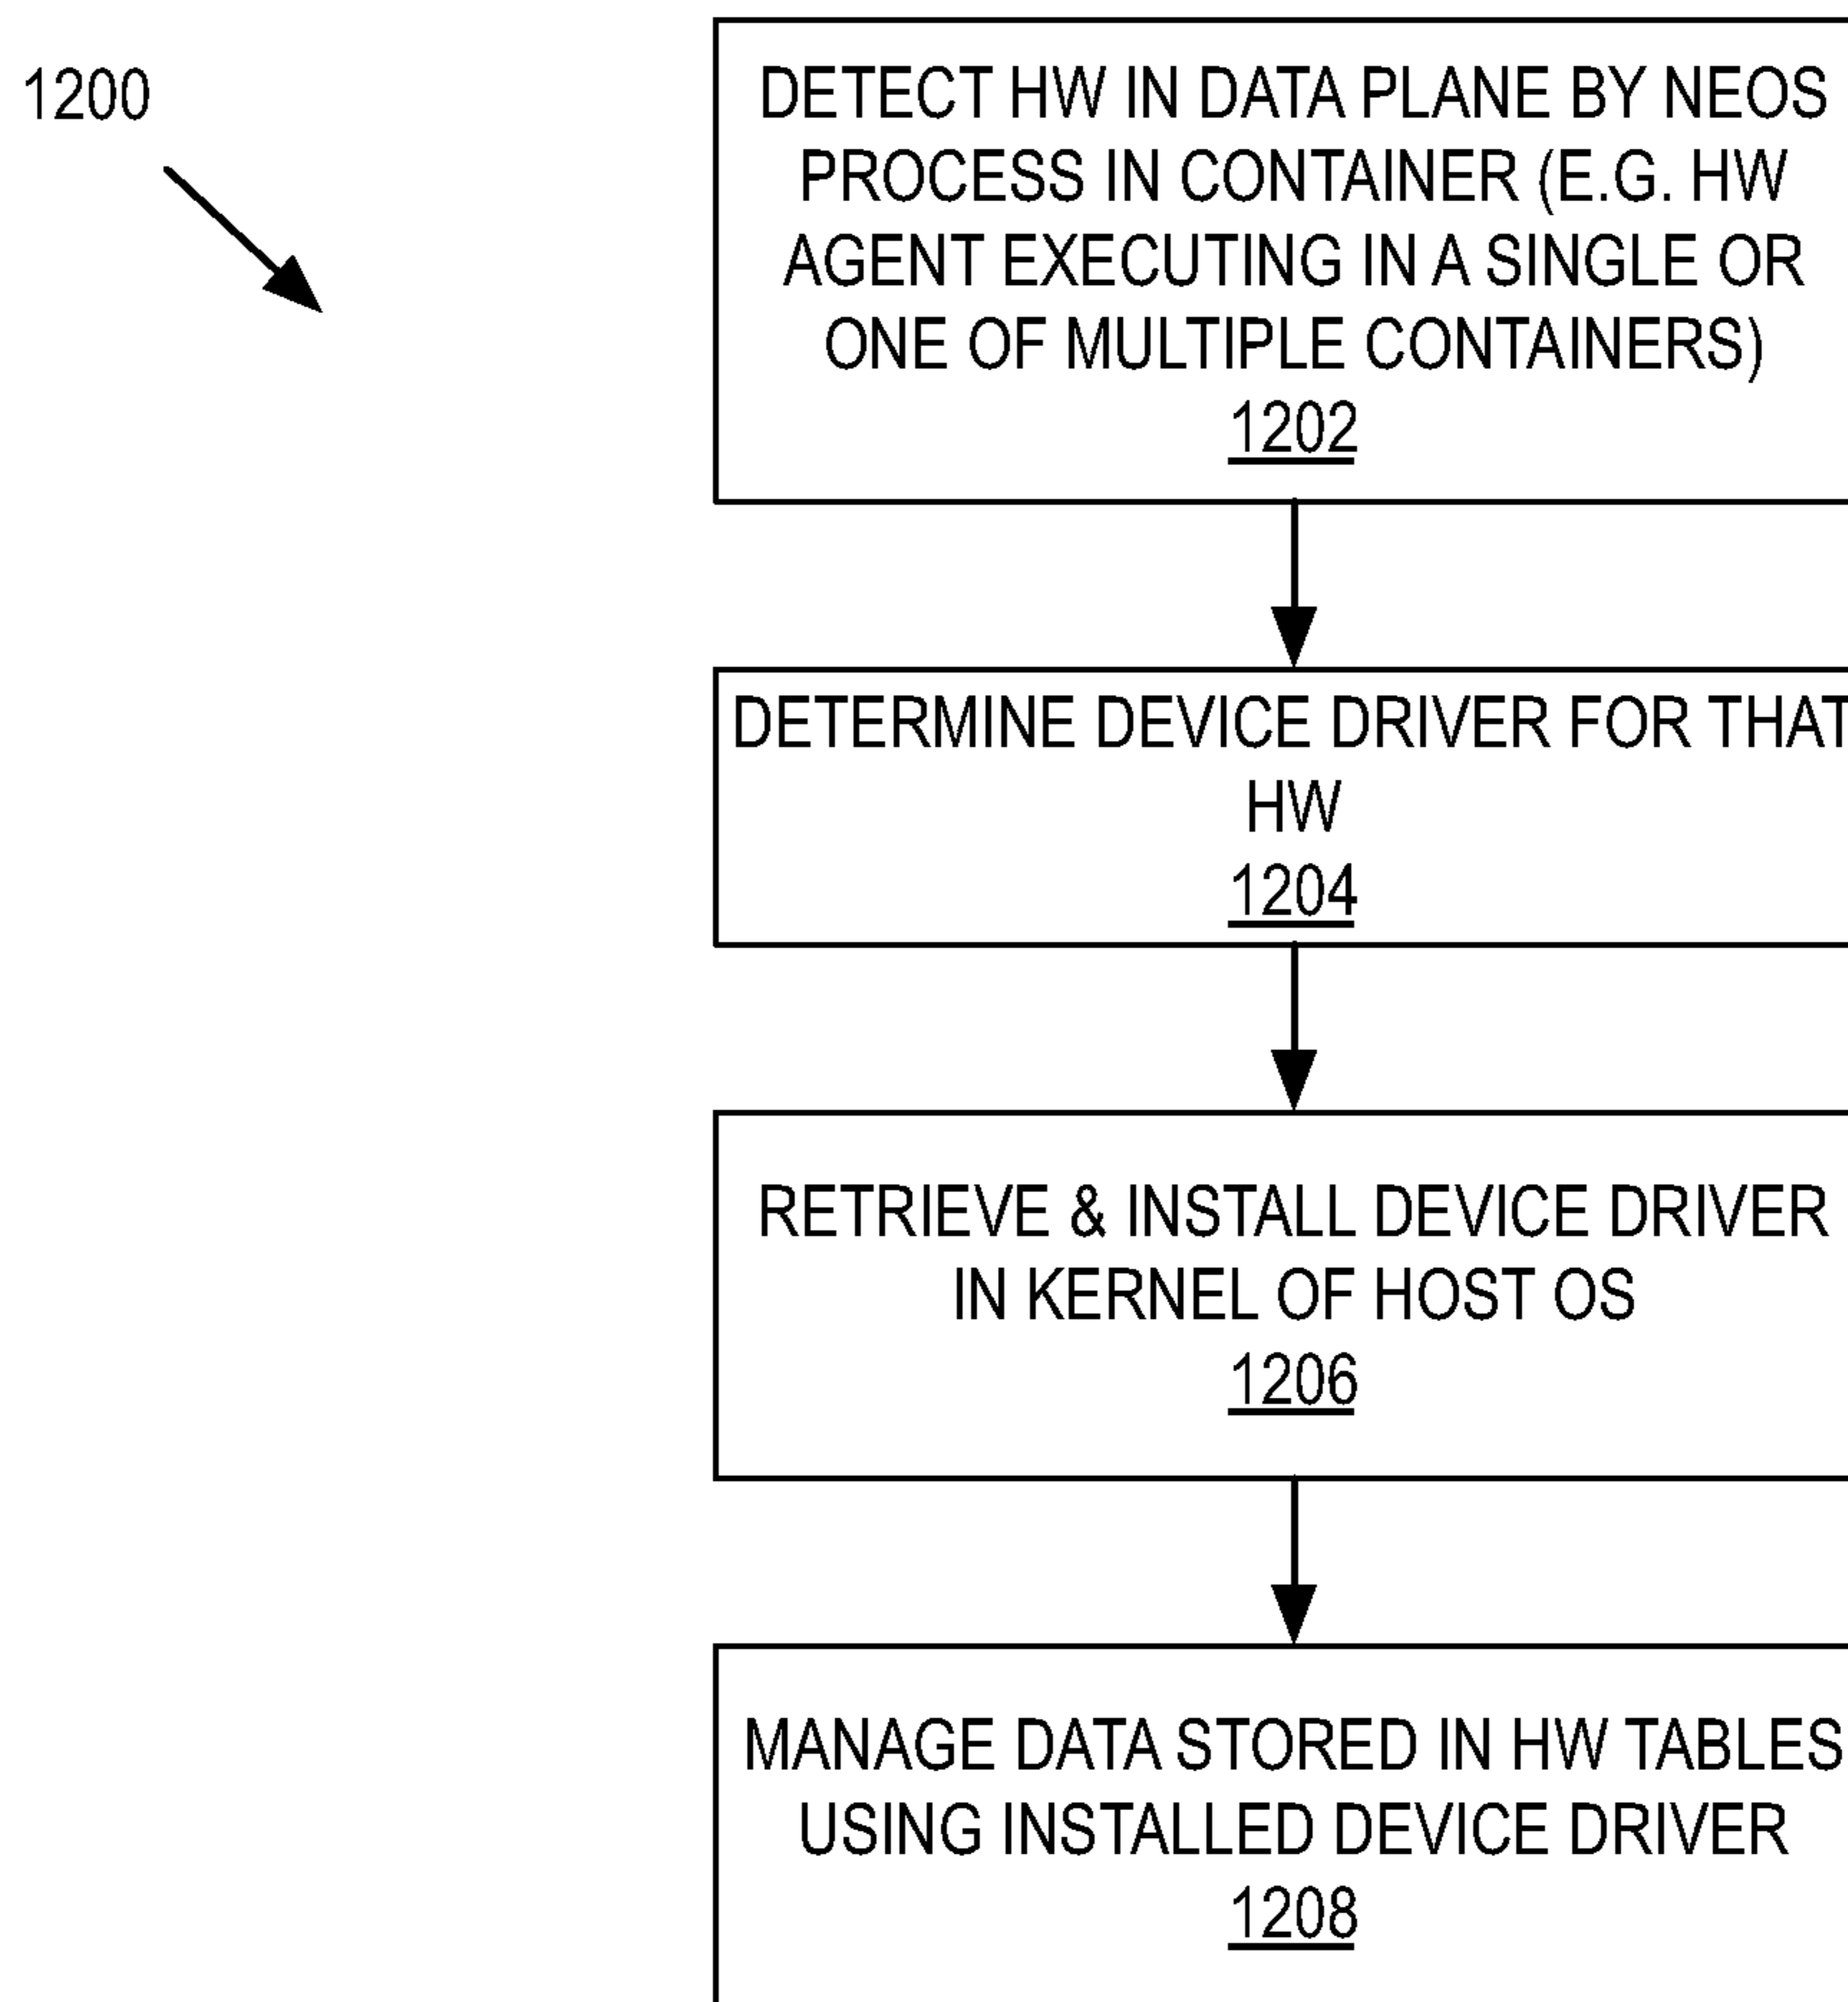 1200
DETECT HW IN DATA PLANE BY NEOS
PROCESS IN CONTAINER (E.G. HW
AGENT EXECUTING IN A SINGLE OR
ONE OF MULTIPLE CONTAINERS)
1202
DETERMINE DEVICE DRIVER FOR THAT
HW
1204
RETRIEVE & INSTALL DEVICE DRIVER
IN KERNEL OF HOST OS
1206
MANAGE DATA STORED IN HW TABLES
USING INSTALLED DEVICE DRIVER
1208